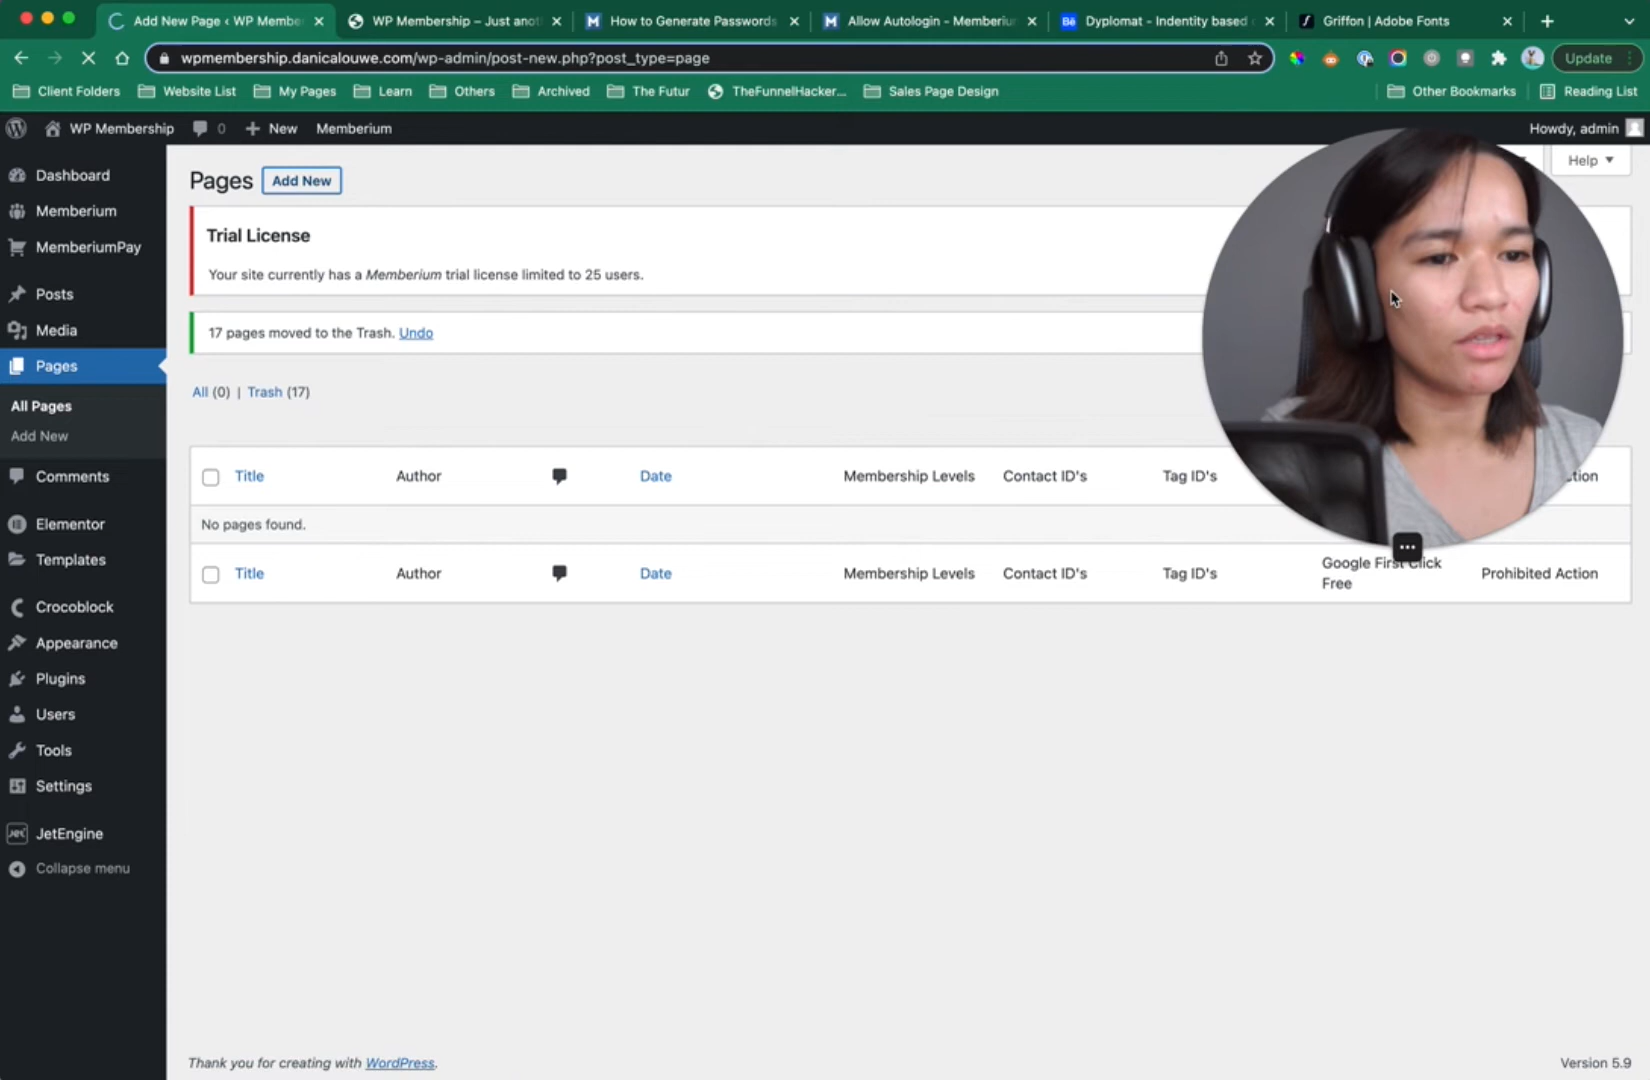 Add New Page ‹ WP Membe
WP Membership – Just anot
How to Generate Passwords
Allow Autologin - Memberiu
Bē Dyplomat - Indentity based
Griffon | Adobe Fonts
wpmembership.danicalouwe.com/wp-admin/post-new.php?post_type=page
Update
Client Folders
Website List
My Pages
Learn
Others
Archived
The Futur
TheFunnelHacker...
Sales Page Design
Other Bookmarks
Reading List
WP Membership
0
New
Memberium
Howdy, admin
Dashboard
Memberium
MemberiumPay
Posts
Media
Pages
All Pages
Add New
Comments
Elementor
Templates
Crocoblock
Appearance
Plugins
Users
Tools
Settings
JetEngine
Collapse menu
Pages
Add New
Help
Trial License
Your site currently has a Memberium trial license limited to 25 users.
17 pages moved to the Trash. Undo
All (0) | Trash (17)
Title Author Date Membership Levels Contact ID's Tag ID's tion
No pages found.
Title Author Date Membership Levels Contact ID's Tag ID's Google First Click Free Prohibited Action
Thank you for creating with WordPress.
Version 5.9